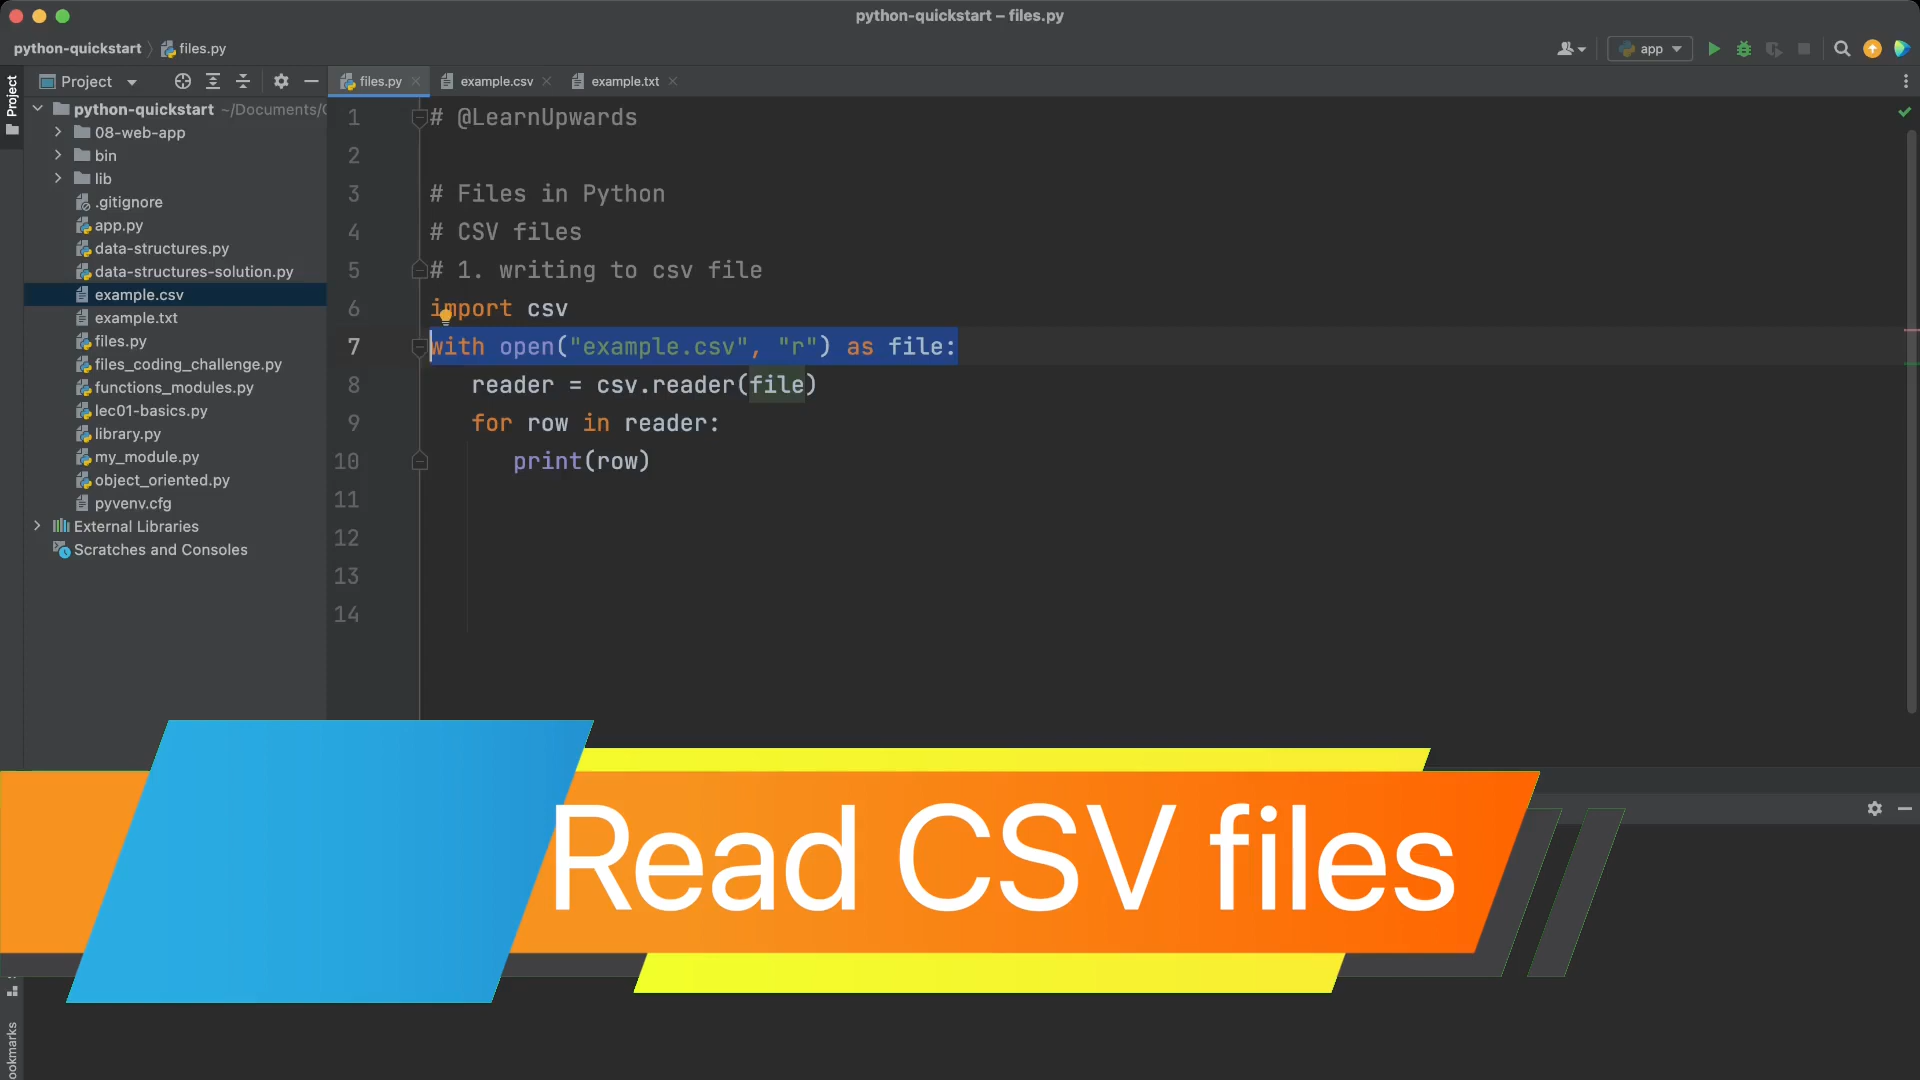 python-quickstart – files.py
python-quickstart
files.py
app
Project
Project
files.py
example.csv
example.txt
python-quickstart ~/Documents/
08-web-app
bin
lib
.gitignore
app.py
data-structures.py
data-structures-solution.py
example.csv
example.txt
files.py
files_coding_challenge.py
functions_modules.py
lec01-basics.py
library.py
my_module.py
object_oriented.py
pyvenv.cfg
External Libraries
Scratches and Consoles
1 # @LearnUpwards
2
3 # Files in Python
4 # CSV files
5 # 1. writing to csv file
6 import csv
7 with open("example.csv", "r") as file:
8 reader = csv.reader(file)
9 for row in reader:
10 print(row)
11
12
13
14
Read CSV files